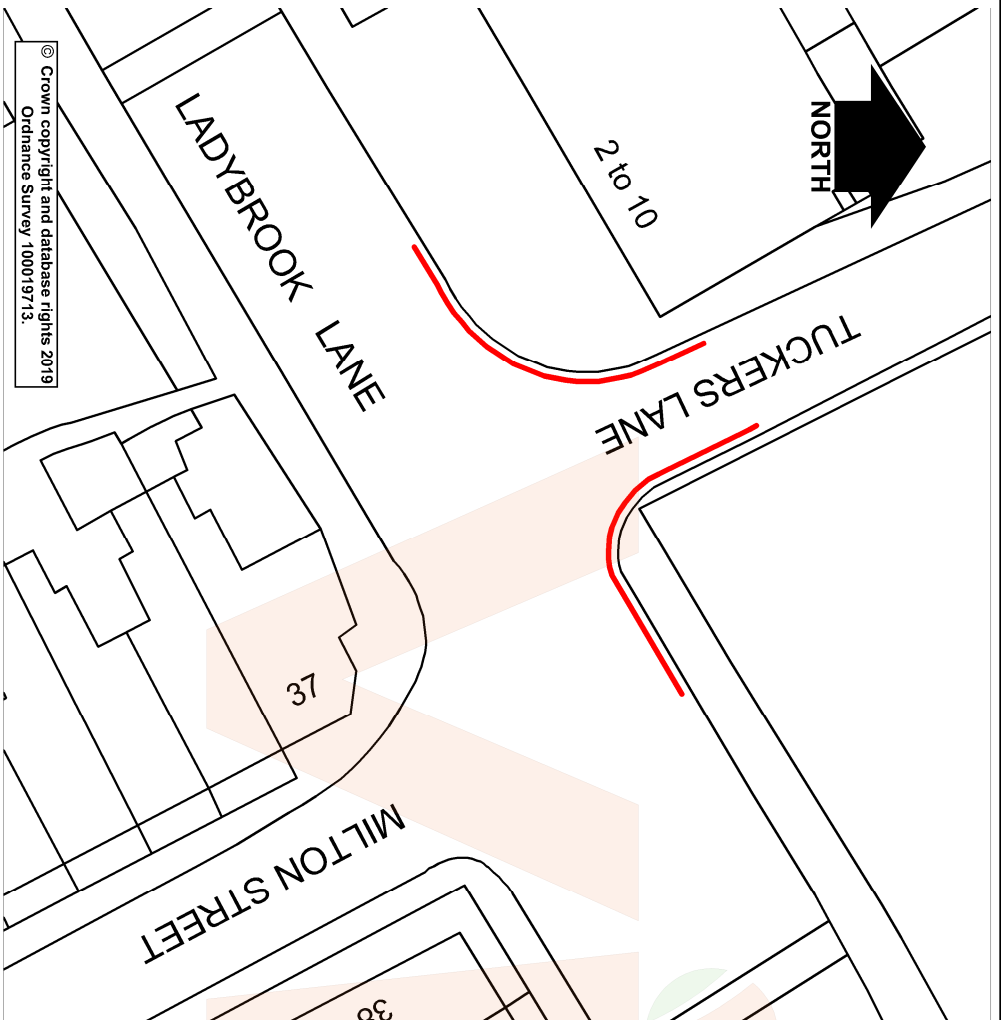 © Crown copyright and database rights 2019
Ordnance Survey 100019713.
LADYBROOK LANE
2 to 10
NORTH
TUCKERS LANE
37
MILTON STREET
38